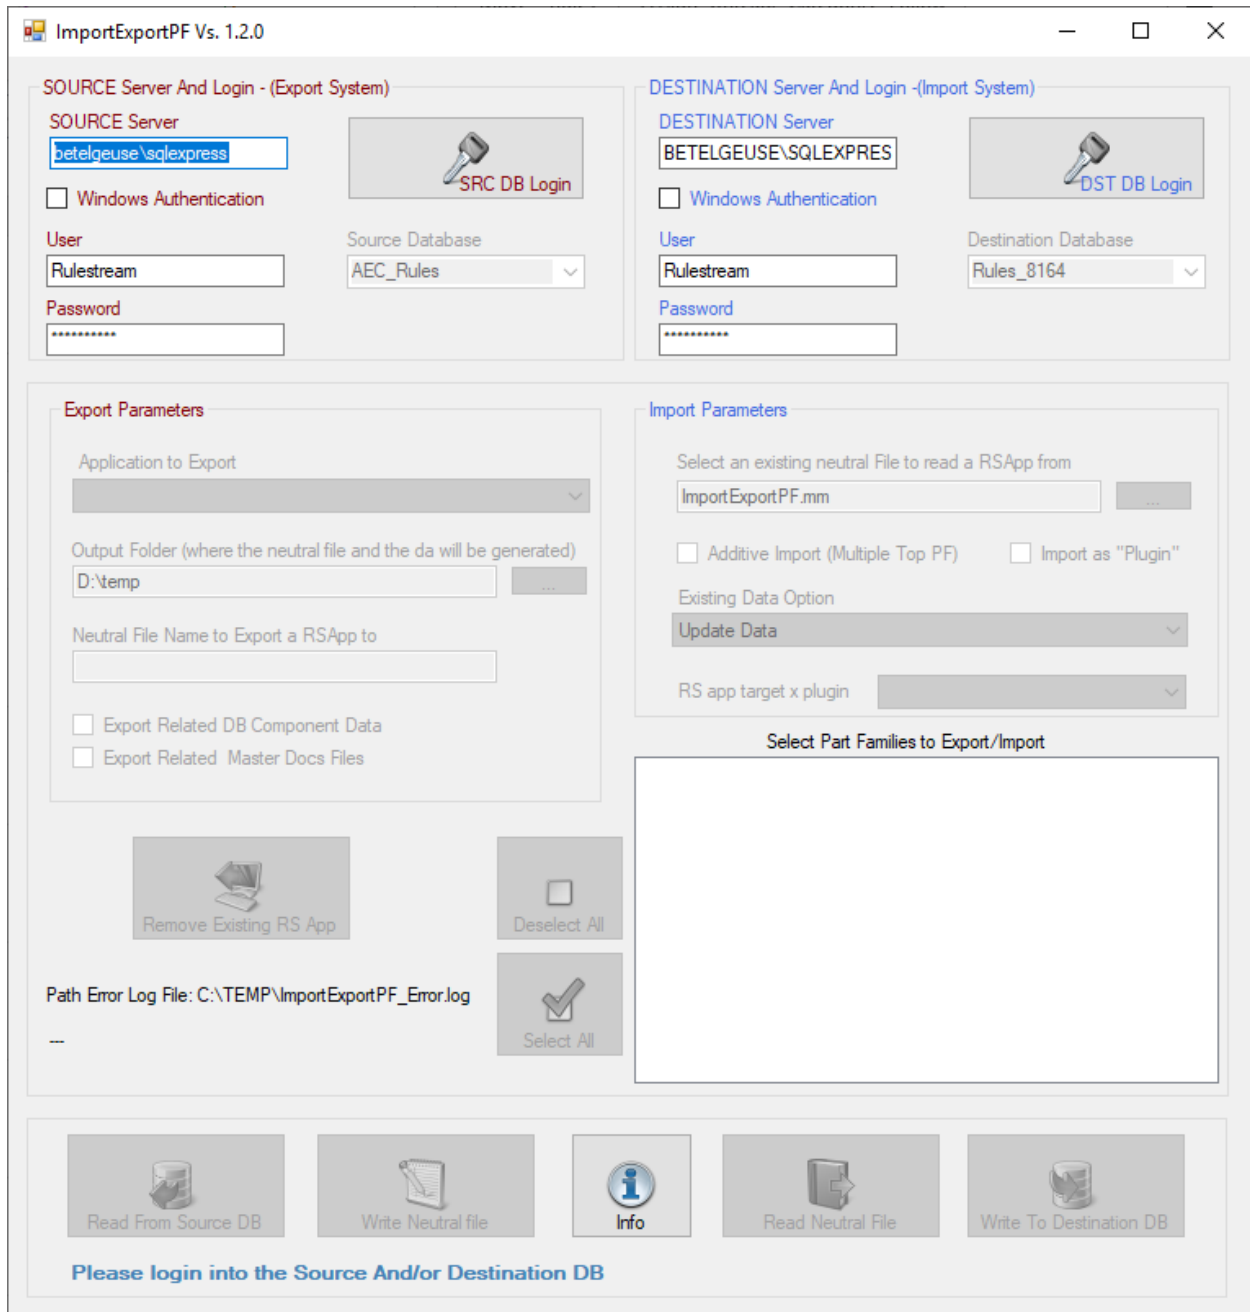 ImportExportPF Vs. 1.2.0
SOURCE Server And Login - (Export System)
SOURCE Server
betelgeuse\sqlexpress
SRC DB Login
Windows Authentication
User
Source Database
Rulestream
AEC_Rules
Password
**********
DESTINATION Server And Login -(Import System)
DESTINATION Server
BETELGEUSE\SQLEXPRES
DST DB Login
Windows Authentication
User
Destination Database
Rulestream
Rules_8164
Password
**********
Export Parameters
Application to Export
Output Folder (where the neutral file and the da will be generated)
D:\temp
...
Neutral File Name to Export a RSApp to
Export Related DB Component Data
Export Related Master Docs Files
Import Parameters
Select an existing neutral File to read a RSApp from
ImportExportPF.mm
...
Additive Import (Multiple Top PF)
Import as "Plugin"
Existing Data Option
Update Data
RS app target x plugin
Select Part Families to Export/Import
Remove Existing RS App
Deselect All
Path Error Log File: C:\TEMP\ImportExportPF_Error.log
---
Select All
Read From Source DB
Write Neutral file
Info
Read Neutral File
Write To Destination DB
Please login into the Source And/or Destination DB